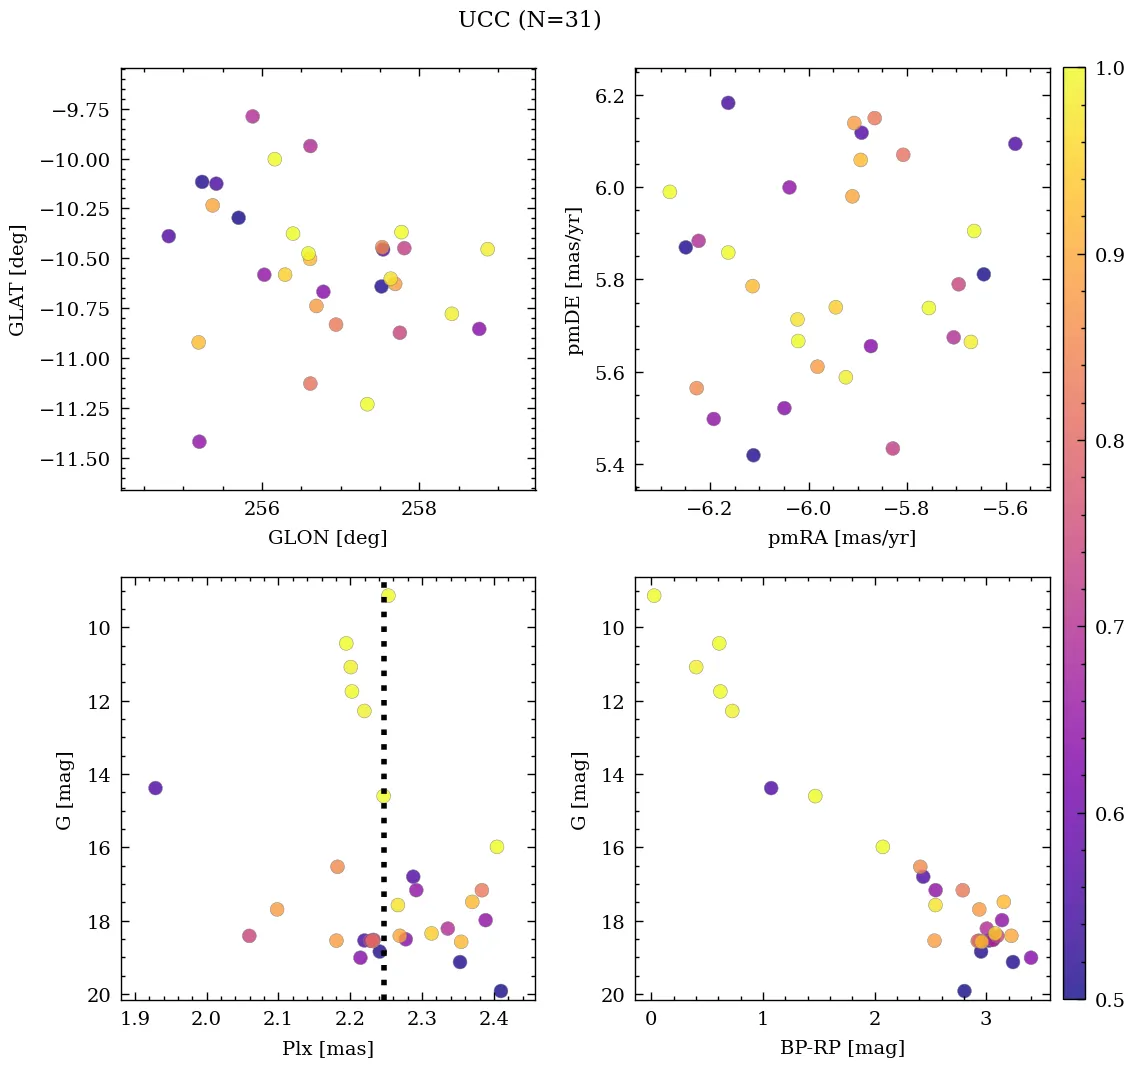 UCC (N=31)
−9.75
−10.00
−10.25
−10.50
−10.75
−11.00
−11.25
−11.50
GLAT [deg]
256 258
GLON [deg]
6.2
6.0
5.8
5.6
5.4
pmDE [mas/yr]
−6.2 −6.0 −5.8 −5.6
pmRA [mas/yr]
10
12
14
16
18
20
G [mag]
1.9 2.0 2.1 2.2 2.3 2.4
Plx [mas]
10
12
14
16
18
20
G [mag]
0 1 2 3
BP-RP [mag]
1.0
0.9
0.8
0.7
0.6
0.5